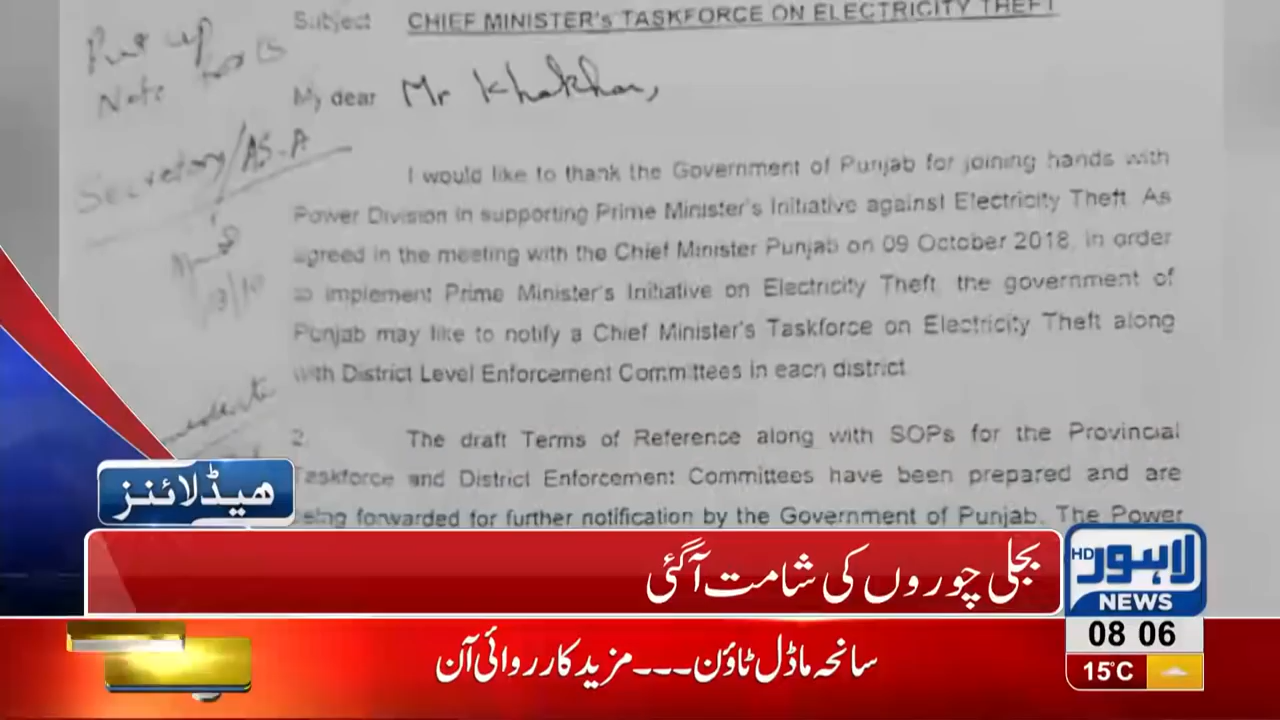 Subject CHIEF MINISTER's TASKFORCE ON ELECTRICITY THEFT
Put up
Note
My dear Mr Khokhar,
Secretary/AS-A
I would like to thank the Government of Punjab for joining hands with
Power Division in supporting Prime Minister's Initiative against Electricity Theft. As
agreed in the meeting with the Chief Minister Punjab on 09 October 2018, in order
to implement Prime Minister's Initiative on Electricity Theft, the government of
Punjab may like to notify a Chief Minister's Taskforce on Electricity Theft along
with District Level Enforcement Committees in each district
2. The draft Terms of Reference along with SOPs for the Provincial
Taskforce and District Enforcement Committees have been prepared and are
being forwarded for further notification by the Government of Punjab. The Power
ہیڈلائنز
بجلی چوروں کی شامت آگئی
HD لاہور
NEWS
08 06
15°C
سانحہ ماڈل ٹاؤن۔۔۔مزید کارروائی آن